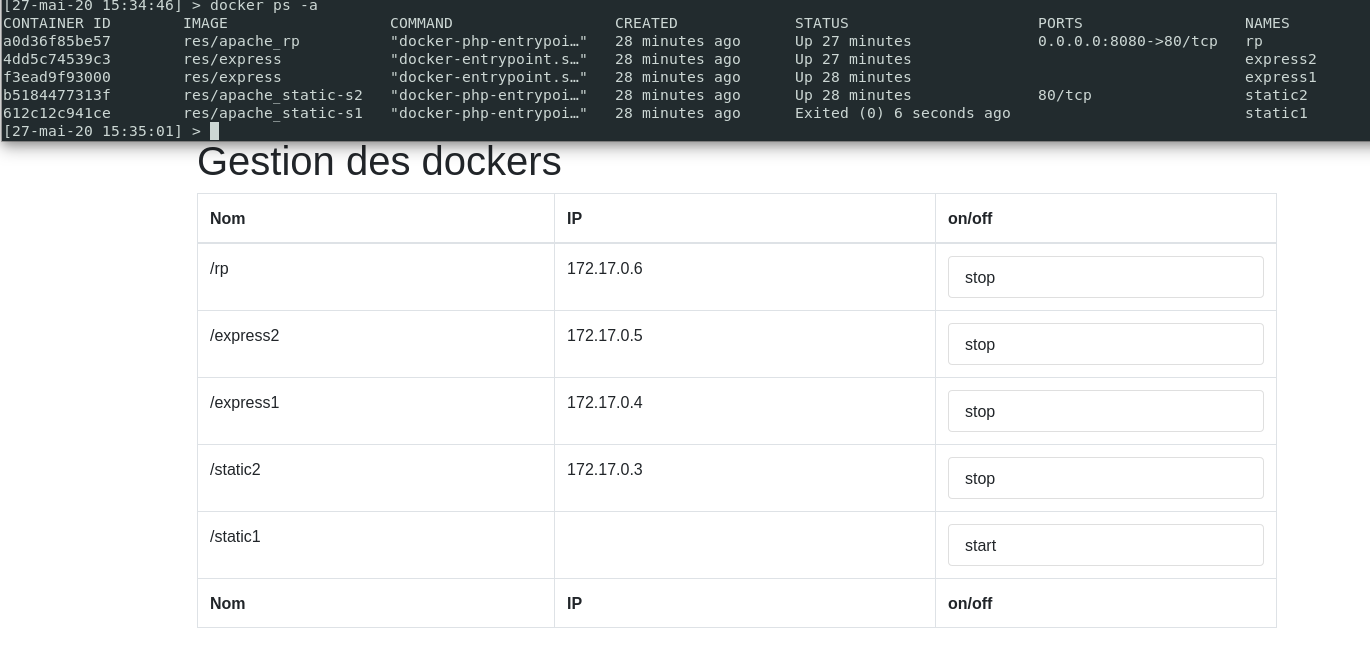 [27-mai-20 15:34:46] > docker ps -a
CONTAINER ID IMAGE COMMAND CREATED STATUS PORTS NAMES
a0d36f85be57 res/apache_rp "docker-php-entrypoi…" 28 minutes ago Up 27 minutes 0.0.0.0:8080->80/tcp rp
4dd5c74539c3 res/express "docker-entrypoint.s…" 28 minutes ago Up 27 minutes express2
f3ead9f93000 res/express "docker-entrypoint.s…" 28 minutes ago Up 28 minutes express1
b5184477313f res/apache_static-s2 "docker-php-entrypoi…" 28 minutes ago Up 28 minutes 80/tcp static2
612c12c941ce res/apache_static-s1 "docker-php-entrypoi…" 28 minutes ago Exited (0) 6 seconds ago static1
[27-mai-20 15:35:01] >
Gestion des dockers
Nom IP on/off
/rp 172.17.0.6 stop
/express2 172.17.0.5 stop
/express1 172.17.0.4 stop
/static2 172.17.0.3 stop
/static1 start
Nom IP on/off